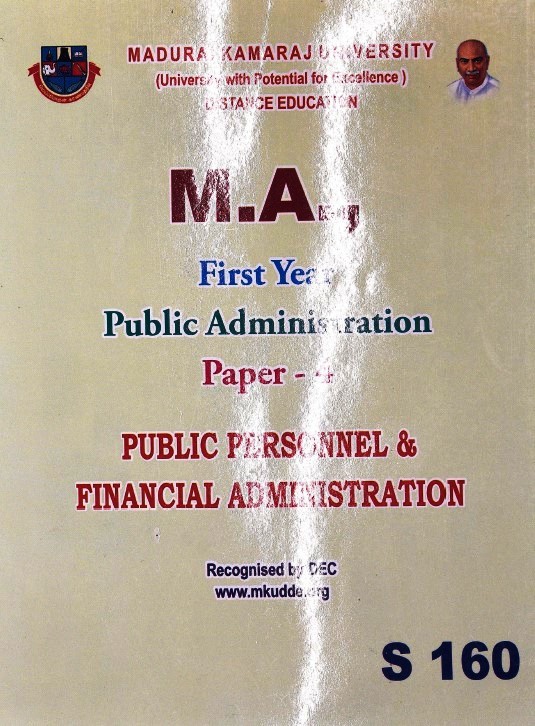 MADURAI KAMARAJ UNIVERSITY
(University with Potential for Excellence )
DISTANCE EDUCATION
M.A.,
First Year
Public Administration
Paper - 4
PUBLIC PERSONNEL &
FINANCIAL ADMINISTRATION
Recognised by DEC
www.mkudde.org
S 160